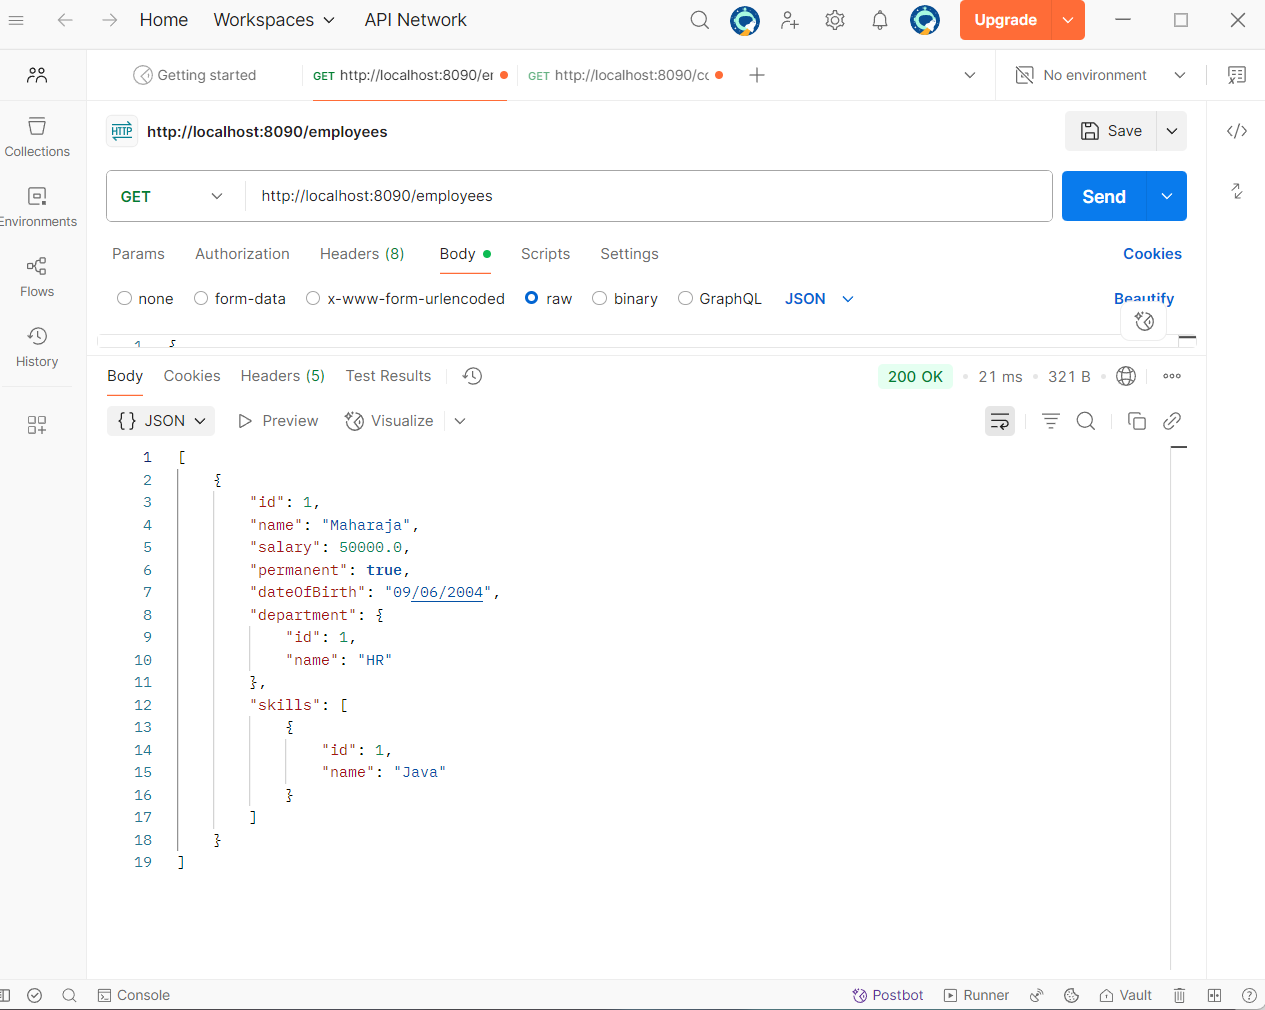 Home Workspaces API Network Upgrade
Getting started GET http://localhost:8090/er GET http://localhost:8090/cc No environment
HTTP http://localhost:8090/employees Save
Collections
Environments
Flows
History
GET http://localhost:8090/employees Send
Params Authorization Headers (8) Body Scripts Settings Cookies
none form-data x-www-form-urlencoded raw binary GraphQL JSON Beautify
1 {
Body Cookies Headers (5) Test Results 200 OK 21 ms 321 B
{} JSON Preview Visualize
1 [
2 {
3 "id": 1,
4 "name": "Maharaja",
5 "salary": 50000.0,
6 "permanent": true,
7 "dateOfBirth": "09/06/2004",
8 "department": {
9 "id": 1,
10 "name": "HR"
11 },
12 "skills": [
13 {
14 "id": 1,
15 "name": "Java"
16 }
17 ]
18 }
19 ]
Console Postbot Runner Vault